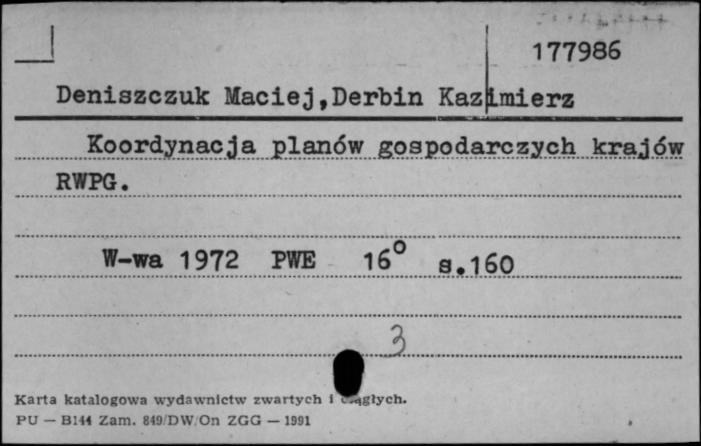 177986
Deniszczuk Maciej,Derbin Kazimierz
Koordynacja planów gospodarczych krajów
RWPG.
W-wa 1972 PWE 16° s.160
3
Karta katalogowa wydawnictw zwartych i ciągłych.
PU — B144 Zam. 849/DW/On ZGG — 1991